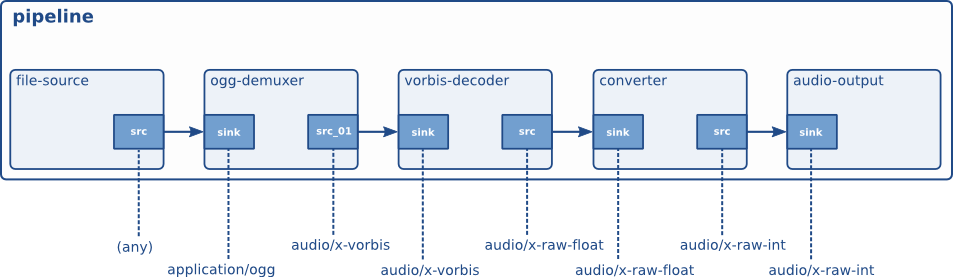 pipeline
file-source
ogg-demuxer
vorbis-decoder
converter
audio-output
src
sink
src_01
sink
src
sink
src
sink
(any)
audio/x-vorbis
audio/x-raw-float
audio/x-raw-int
application/ogg
audio/x-vorbis
audio/x-raw-float
audio/x-raw-int